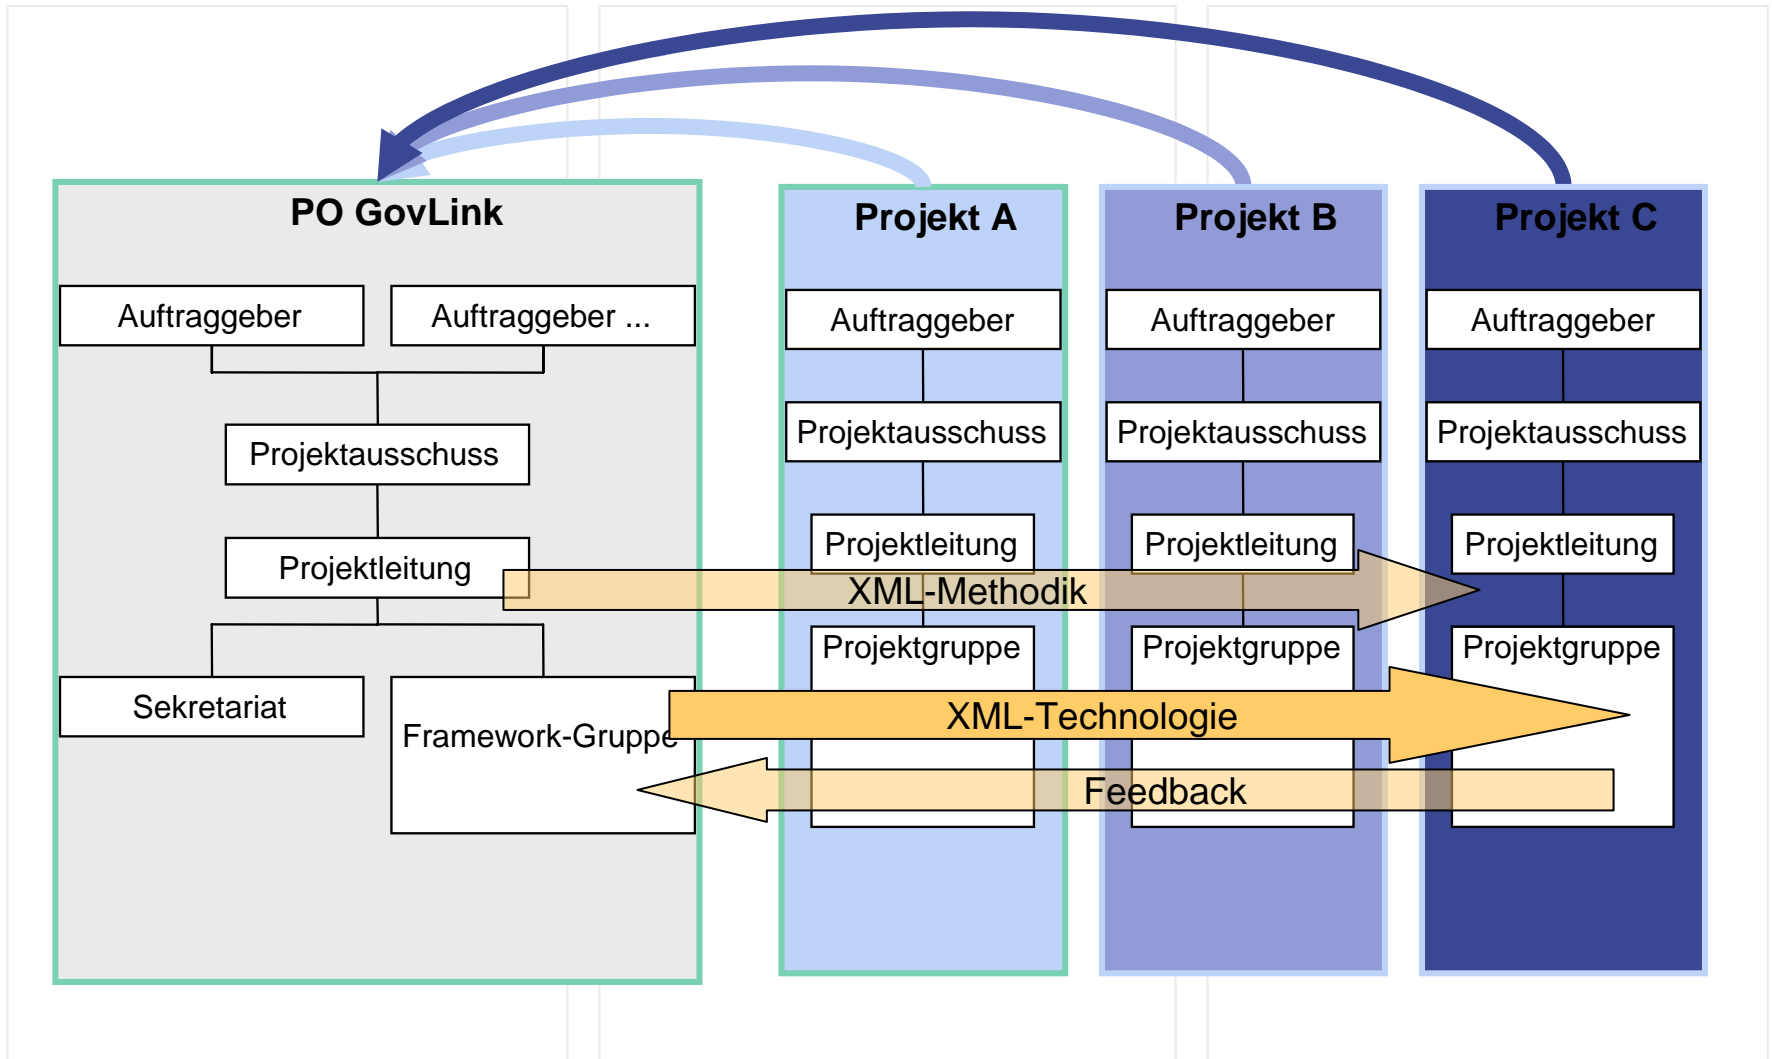 PO GovLink
Auftraggeber
Auftraggeber ...
Projektausschuss
Projektleitung
Sekretariat
Framework-Gruppe
Projekt A
Auftraggeber
Projektausschuss
Projektleitung
Projektgruppe
Projekt B
Auftraggeber
Projektausschuss
Projektleitung
Projektgruppe
Projekt C
Auftraggeber
Projektausschuss
Projektleitung
Projektgruppe
XML-Methodik
XML-Technologie
Feedback